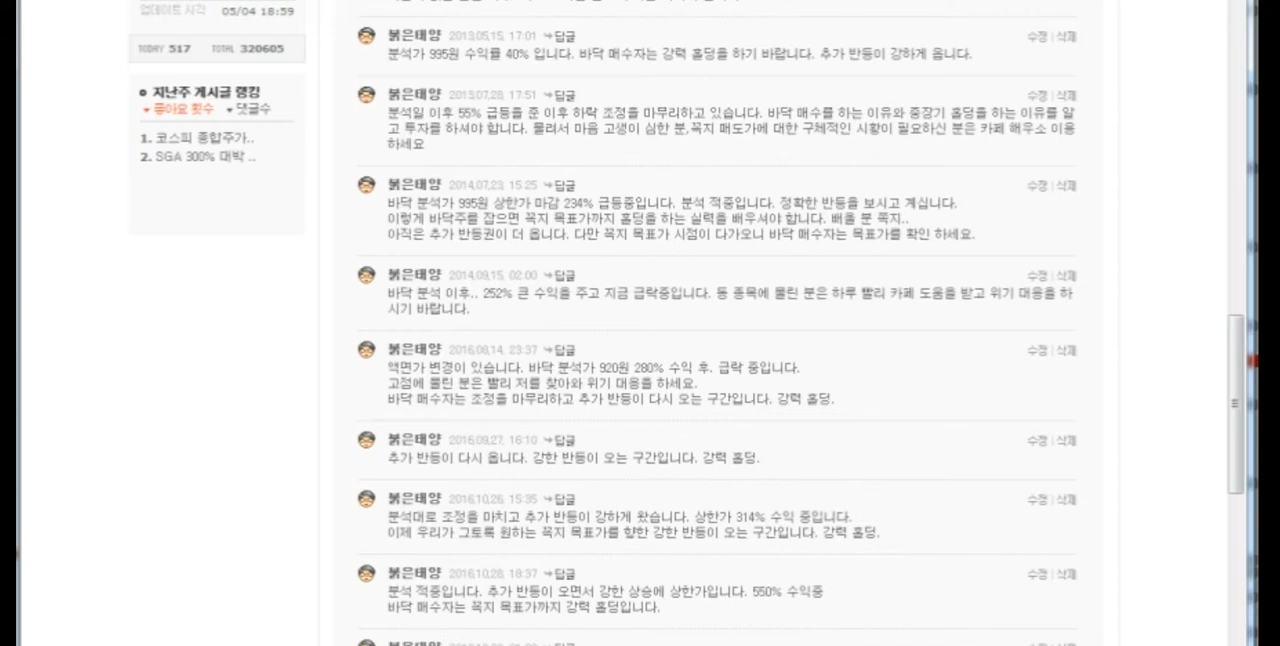 업데이트 시각 05/04 18:59
TODAY 517 TOTAL 320605
지난주 게시글 랭킹
좋아요 횟수 댓글수
1. 코스피 종합주가..
2. SGA 300% 대박 ..
붉은태양 2013.05.15. 17:01 답글 수정 | 삭제
분석가 995원 수익률 40% 입니다. 바닥 매수자는 강력 홀딩을 하기 바랍니다. 추가 반등이 강하게 옵니다.
붉은태양 2013.07.28. 17:51 답글 수정 | 삭제
분석일 이후 55% 급등을 준 이후 하락 조정을 마무리하고 있습니다. 바닥 매수를 하는 이유와 중장기 홀딩을 하는 이유를 알
고 투자를 하셔야 합니다. 물려서 마음 고생이 심한 분,꼭지 매도가에 대한 구체적인 시황이 필요하신 분은 카페 해우소 이용
하세요
붉은태양 2014.07.23. 15:25 답글 수정 | 삭제
바닥 분석가 995원 상한가 마감 234% 급등중입니다. 분석 적중입니다. 정확한 반등을 보시고 계십니다.
이렇게 바닥주를 잡으면 꼭지 목표가까지 홀딩을 하는 실력을 배우셔야 합니다. 배울 분 쪽지..
아직은 추가 반등권이 더 옵니다. 다만 꼭지 목표가 시점이 다가오니 바닥 매수자는 목표가를 확인 하세요.
붉은태양 2014.09.15. 02:00 답글 수정 | 삭제
바닥 분석 이후.. 252% 큰 수익을 주고 지금 급락중입니다. 동 종목에 물린 분은 하루 빨리 카페 도움을 받고 위기 대응을 하
시기 바랍니다.
붉은태양 2016.08.14. 23:37 답글 수정 | 삭제
액면가 변경이 있습니다. 바닥 분석가 920원 280% 수익 후. 급락 중입니다.
고점에 물린 분은 빨리 저를 찾아와 위기 대응을 하세요.
바닥 매수자는 조정을 마무리하고 추가 반등이 다시 오는 구간입니다. 강력 홀딩.
붉은태양 2016.09.27. 16:10 답글 수정 | 삭제
추가 반등이 다시 옵니다. 강한 반등이 오는 구간입니다. 강력 홀딩.
붉은태양 2016.10.26. 15:35 답글 수정 | 삭제
분석대로 조정을 마치고 추가 반등이 강하게 왔습니다. 상한가 314% 수익 중입니다.
이제 우리가 그토록 원하는 꼭지 목표가를 향한 강한 반등이 오는 구간입니다. 강력 홀딩.
붉은태양 2016.10.28. 18:37 답글 수정 | 삭제
분석 적중입니다. 추가 반등이 오면서 강한 상승에 상한가입니다. 550% 수익중
바닥 매수자는 꼭지 목표가까지 강력 홀딩입니다.